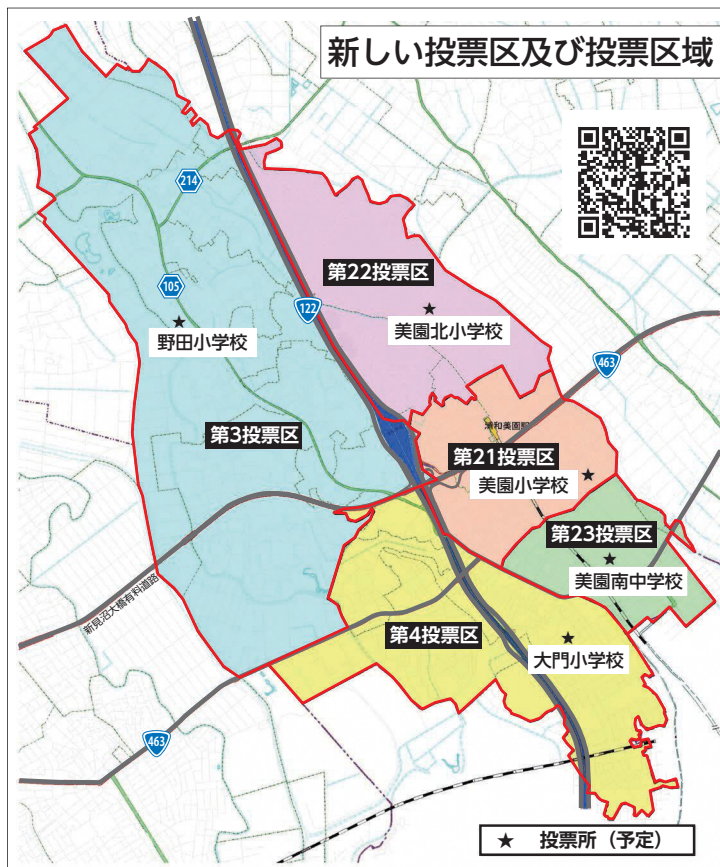 新しい投票区及び投票区域
214
第22投票区
105
122
★
美園北小学校
★
野田小学校
463
浦和美園駅
第3投票区
第21投票区
美園小学校 ★
第23投票区
★
美園南中学校
新見沼大橋有料道路
第4投票区
★
大門小学校
463
★ 投票所（予定）